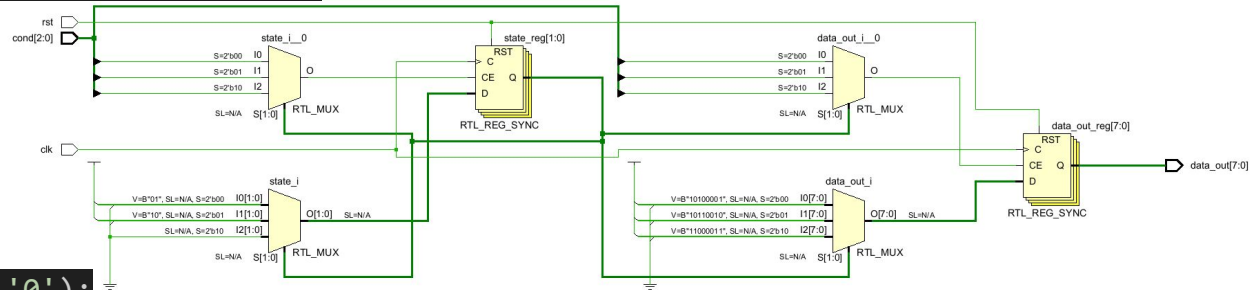 rst
cond[2:0]
state_i__0
S=2'b00 I0
S=2'b01 I1
S=2'b10 I2
O
SL=N/A S[1:0]
RTL_MUX
state_reg[1:0]
RST
C
CE Q
D
RTL_REG_SYNC
data_out_i__0
S=2'b00 I0
S=2'b01 I1
S=2'b10 I2
O
SL=N/A S[1:0]
RTL_MUX
data_out_reg[7:0]
RST
C
CE Q
D
RTL_REG_SYNC
data_out[7:0]
clk
state_i
V=B"01", SL=N/A, S=2'b00 I0[1:0]
V=B"10", SL=N/A, S=2'b01 I1[1:0]
SL=N/A, S=2'b10 I2[1:0]
O[1:0] SL=N/A
SL=N/A S[1:0]
RTL_MUX
data_out_i
V=B"10100001", SL=N/A, S=2'b00 I0[7:0]
V=B"10110010", SL=N/A, S=2'b01 I1[7:0]
V=B"11000011", SL=N/A, S=2'b10 I2[7:0]
O[7:0] SL=N/A
SL=N/A S[1:0]
RTL_MUX
'0');